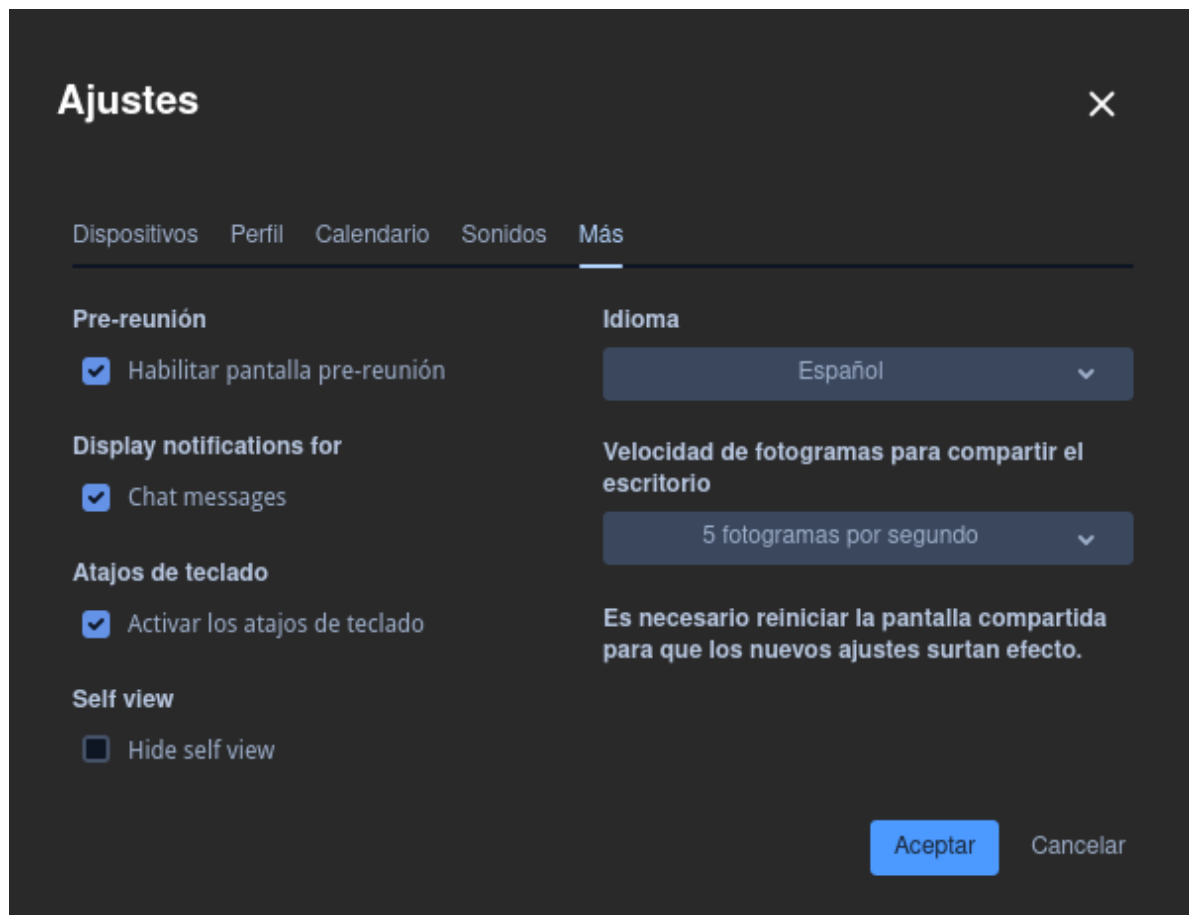 Ajustes
Dispositivos Perfil Calendario Sonidos Más
Pre-reunión
Habilitar pantalla pre-reunión
Display notifications for
Chat messages
Atajos de teclado
Activar los atajos de teclado
Self view
Hide self view
Idioma
Español
Velocidad de fotogramas para compartir el
escritorio
5 fotogramas por segundo
Es necesario reiniciar la pantalla compartida
para que los nuevos ajustes surtan efecto.
Aceptar Cancelar